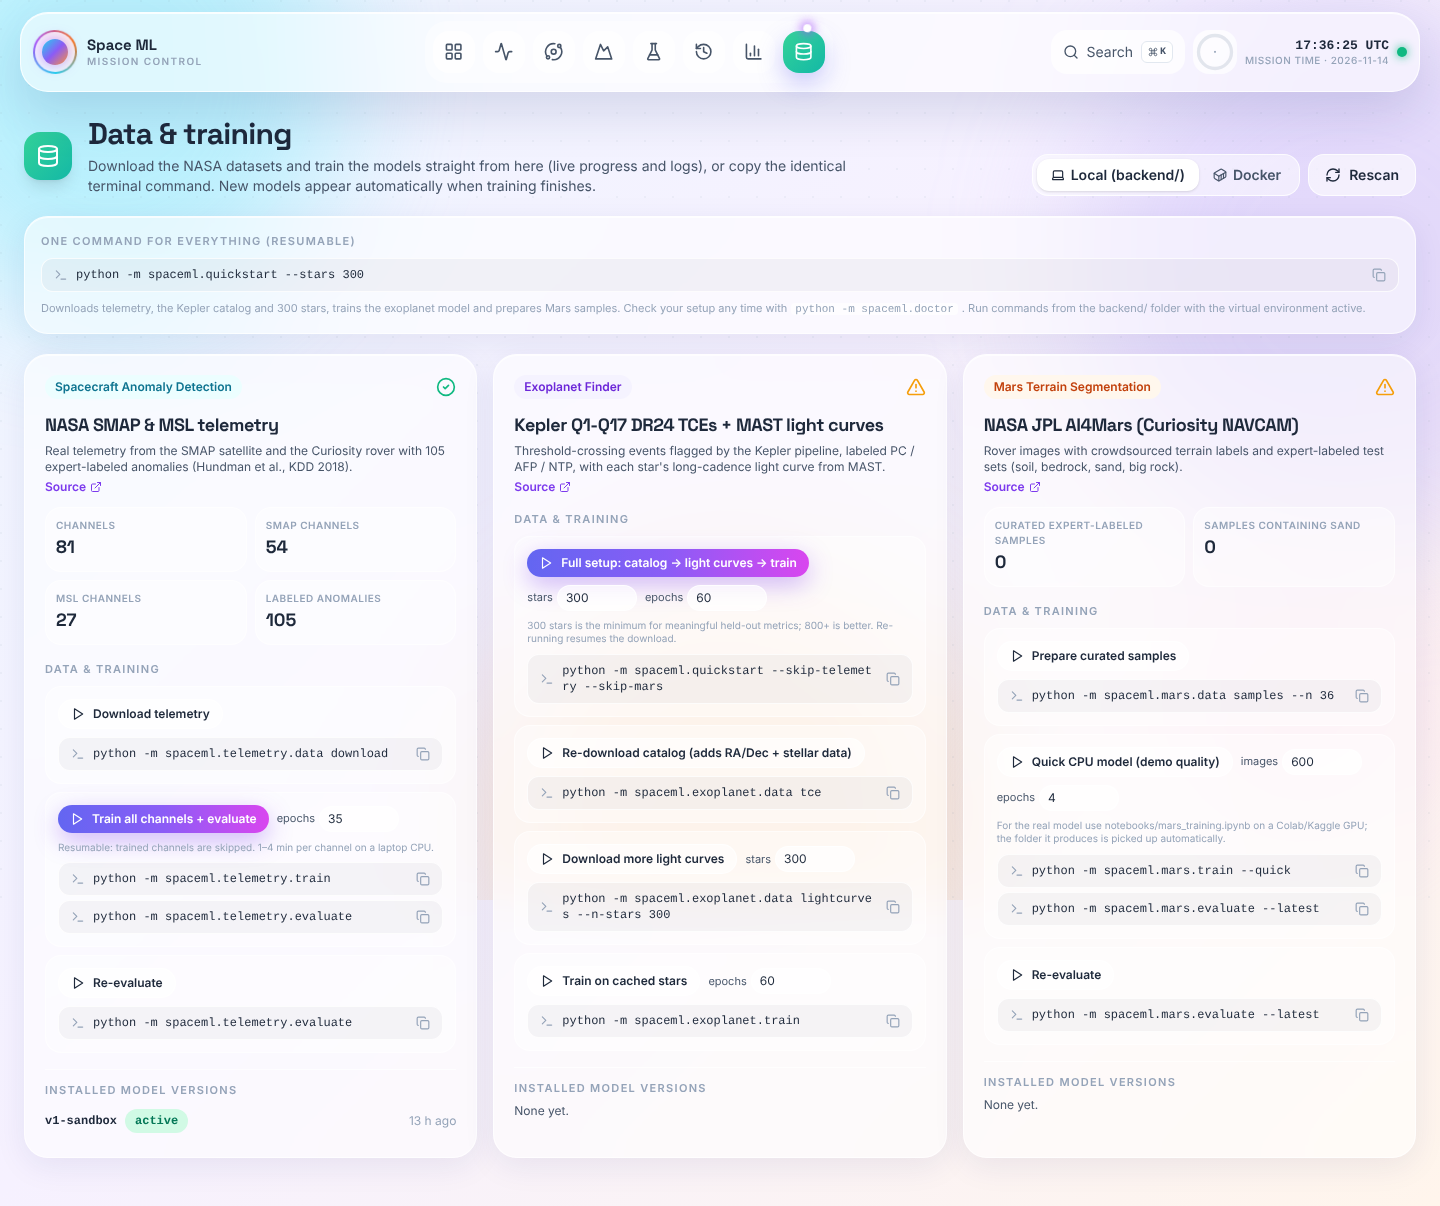 Space ML
MISSION CONTROL
Search ⌘K
17:36:25 UTC
MISSION TIME · 2026-11-14
Data & training
Download the NASA datasets and train the models straight from here (live progress and logs), or copy the identical
terminal command. New models appear automatically when training finishes.
Local (backend/)
Docker
Rescan
ONE COMMAND FOR EVERYTHING (RESUMABLE)
python -m spaceml.quickstart --stars 300
Downloads telemetry, the Kepler catalog and 300 stars, trains the exoplanet model and prepares Mars samples. Check your setup any time with python -m spaceml.doctor . Run commands from the backend/ folder with the virtual environment active.
Spacecraft Anomaly Detection
NASA SMAP & MSL telemetry
Real telemetry from the SMAP satellite and the Curiosity rover with 105
expert-labeled anomalies (Hundman et al., KDD 2018).
Source
CHANNELS
81
SMAP CHANNELS
54
MSL CHANNELS
27
LABELED ANOMALIES
105
DATA & TRAINING
Download telemetry
python -m spaceml.telemetry.data download
Train all channels + evaluate
epochs 35
Resumable: trained channels are skipped. 1–4 min per channel on a laptop CPU.
python -m spaceml.telemetry.train
python -m spaceml.telemetry.evaluate
Re-evaluate
python -m spaceml.telemetry.evaluate
INSTALLED MODEL VERSIONS
v1-sandbox active 13 h ago
Exoplanet Finder
Kepler Q1-Q17 DR24 TCEs + MAST light curves
Threshold-crossing events flagged by the Kepler pipeline, labeled PC /
AFP / NTP, with each star's long-cadence light curve from MAST.
Source
DATA & TRAINING
Full setup: catalog → light curves → train
stars 300 epochs 60
300 stars is the minimum for meaningful held-out metrics; 800+ is better. Re-
running resumes the download.
python -m spaceml.quickstart --skip-telemet
ry --skip-mars
Re-download catalog (adds RA/Dec + stellar data)
python -m spaceml.exoplanet.data tce
Download more light curves stars 300
python -m spaceml.exoplanet.data lightcurve
s --n-stars 300
Train on cached stars epochs 60
python -m spaceml.exoplanet.train
INSTALLED MODEL VERSIONS
None yet.
Mars Terrain Segmentation
NASA JPL AI4Mars (Curiosity NAVCAM)
Rover images with crowdsourced terrain labels and expert-labeled test
sets (soil, bedrock, sand, big rock).
Source
CURATED EXPERT-LABELED
SAMPLES
0
SAMPLES CONTAINING SAND
0
DATA & TRAINING
Prepare curated samples
python -m spaceml.mars.data samples --n 36
Quick CPU model (demo quality) images 600
epochs 4
For the real model use notebooks/mars_training.ipynb on a Colab/Kaggle GPU;
the folder it produces is picked up automatically.
python -m spaceml.mars.train --quick
python -m spaceml.mars.evaluate --latest
Re-evaluate
python -m spaceml.mars.evaluate --latest
INSTALLED MODEL VERSIONS
None yet.